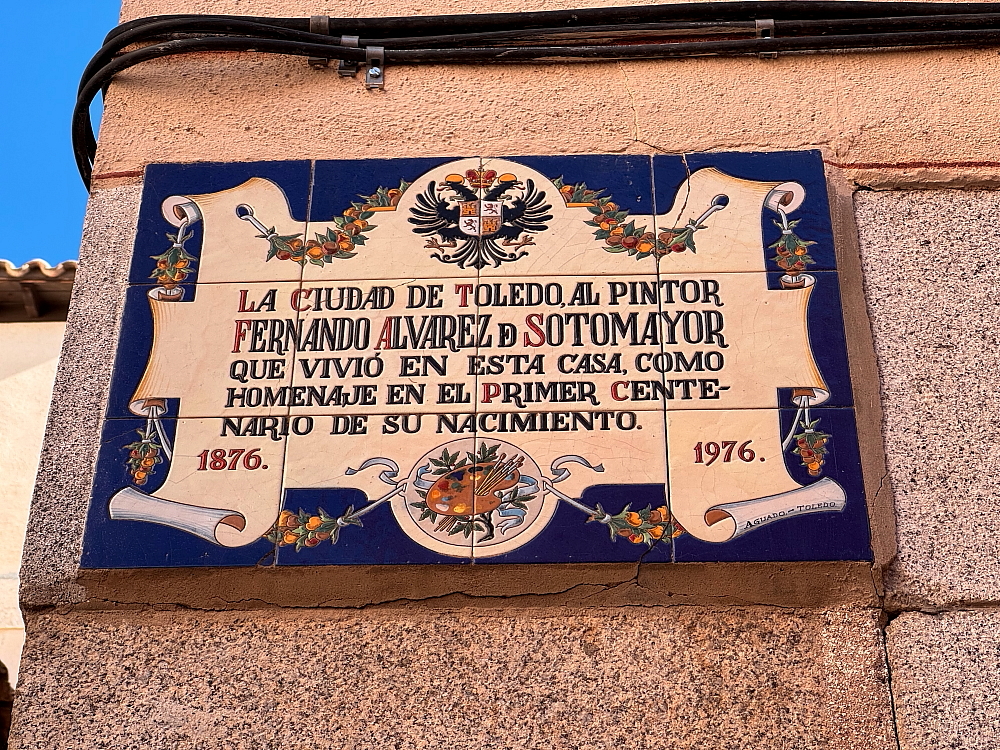 LA CIUDAD DE TOLEDO, AL PINTOR
FERNANDO ALVAREZ D SOTOMAYOR
QUE VIVIÓ EN ESTA CASA, COMO
HOMENAJE EN EL PRIMER CENTE-
NARIO DE SU NACIMIENTO.
1876. 1976.
AGUADO - TOLEDO